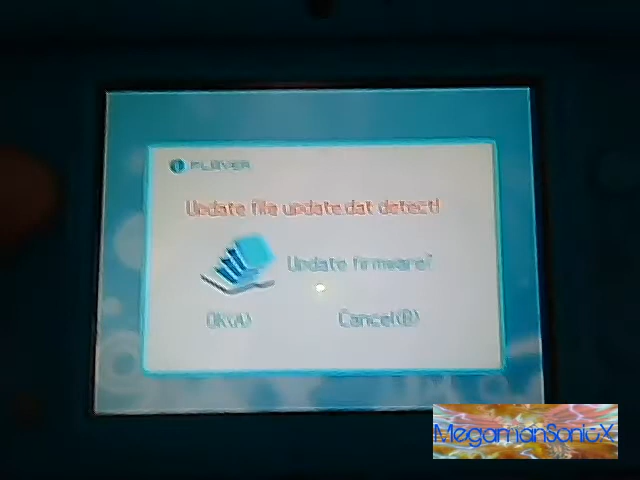 PLAYER
Update file update.dat detect!
Update firmware?
OK(A) Cancel(B)
MegamanSonicX